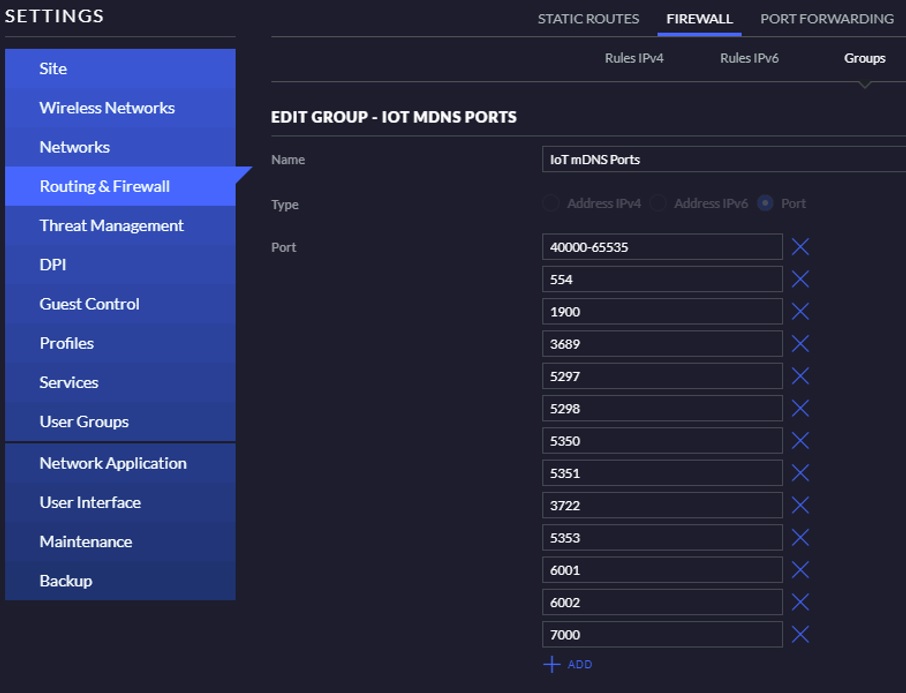 SETTINGS
Site
Wireless Networks
Networks
Routing & Firewall
Threat Management
DPI
Guest Control
Profiles
Services
User Groups
Network Application
User Interface
Maintenance
Backup
STATIC ROUTES FIREWALL PORT FORWARDING
Rules IPv4 Rules IPv6 Groups
EDIT GROUP - IOT MDNS PORTS
Name IoT mDNS Ports
Type Address IPv4 Address IPv6 Port
Port 40000-65535
554
1900
3689
5297
5298
5350
5351
3722
5353
6001
6002
7000
ADD